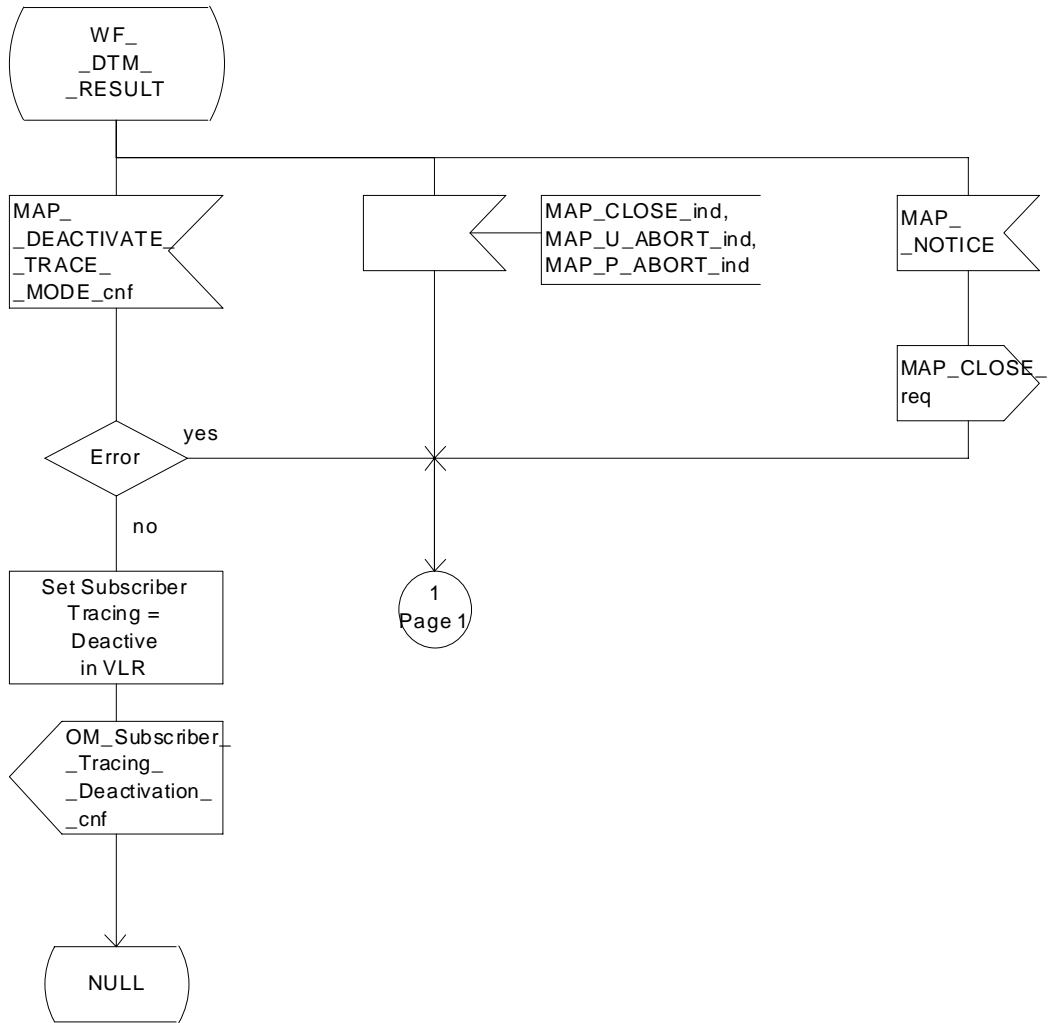 WF_
_DTM_
_RESULT
MAP_
_DEACTIVATE_
_TRACE_
_MODE_cnf
MAP_CLOSE_ind,
MAP_U_ABORT_ind,
MAP_P_ABORT_ind
MAP_
_NOTICE
MAP_CLOSE_
req
Error
yes
no
Set Subscriber
Tracing =
Deactive
in VLR
1
Page 1
OM_Subscriber_
_Tracing_
_Deactivation_
_cnf
NULL